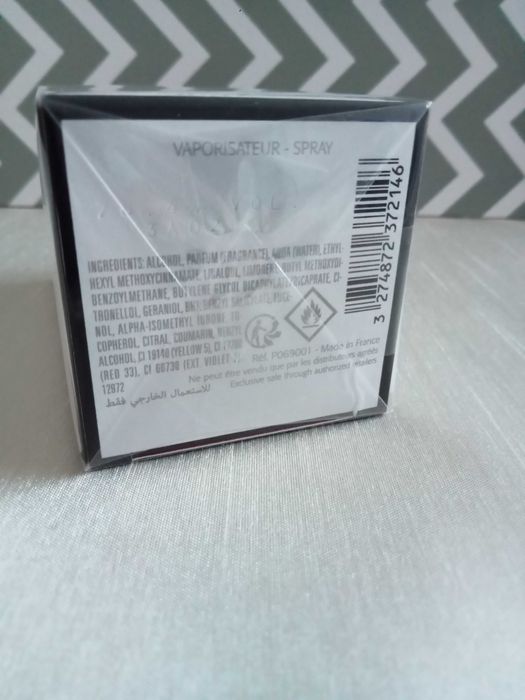 VAPORISATEUR - SPRAY
INGREDIENTS: ALCOHOL, PARFUM (FRAGRANCE), AQUA (WATER), ETHYL-
HEXYL METHOXYCINNAMATE, LINALOOL, LIMONENE, BUTYL METHOXYDI-
BENZOYLMETHANE, BUTYLENE GLYCOL DICAPRYLATE/DICAPRATE, CI-
TRONELLOL, GERANIOL, BENZYL SALICYLATE, EUGE-
NOL, ALPHA-ISOMETHYL IONONE, TO-
COPHEROL, CITRAL, COUMARIN, BENZYL
ALCOHOL, CI 19140 (YELLOW 5), CI 17200
(RED 33), CI 60730 (EXT. VIOLET 2).
12972
Réf. P069001 - Made in France
Ne peut être vendu que par les distributeurs agréés
Exclusive sale through authorized retailers
للاستعمال الخارجي فقط
3 274872 372146